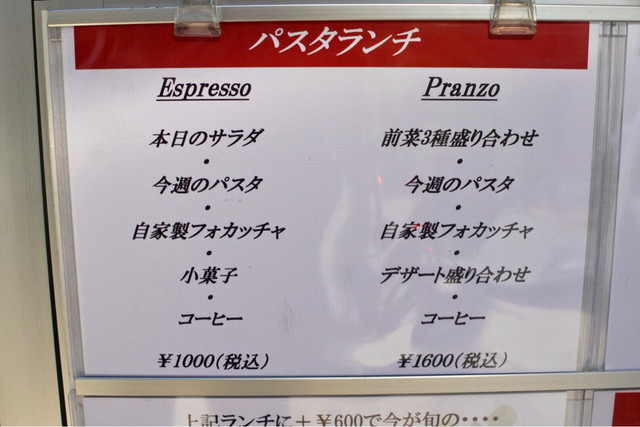 パスタランチ
Espresso
本日のサラダ
・
今週のパスタ
・
自家製フォカッチャ
・
小菓子
・
コーヒー
￥1000(税込)
Pranzo
前菜3種盛り合わせ
・
今週のパスタ
・
自家製フォカッチャ
・
デザート盛り合わせ
・
コーヒー
￥1600(税込)
上記ランチに＋￥600で今が旬の････